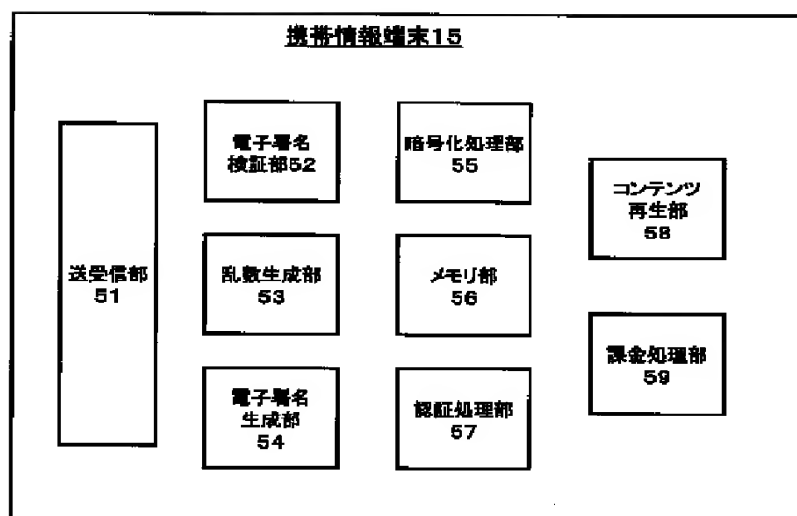 携帯情報端末15
送受信部
51
電子署名
検証部52
乱数生成部
53
電子署名
生成部
54
暗号化処理部
55
メモリ部
56
認証処理部
57
コンテンツ
再生部
58
課金処理部
59